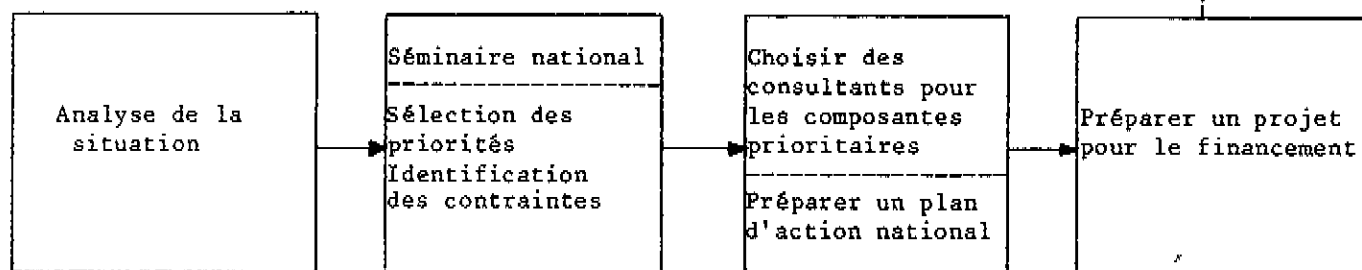 Analyse de la
situation
Séminaire national
Sélection des
priorités
Identification
des contraintes
Choisir des
consultants pour
les composantes
prioritaires
Préparer un plan
d'action national
Préparer un projet
pour le financement